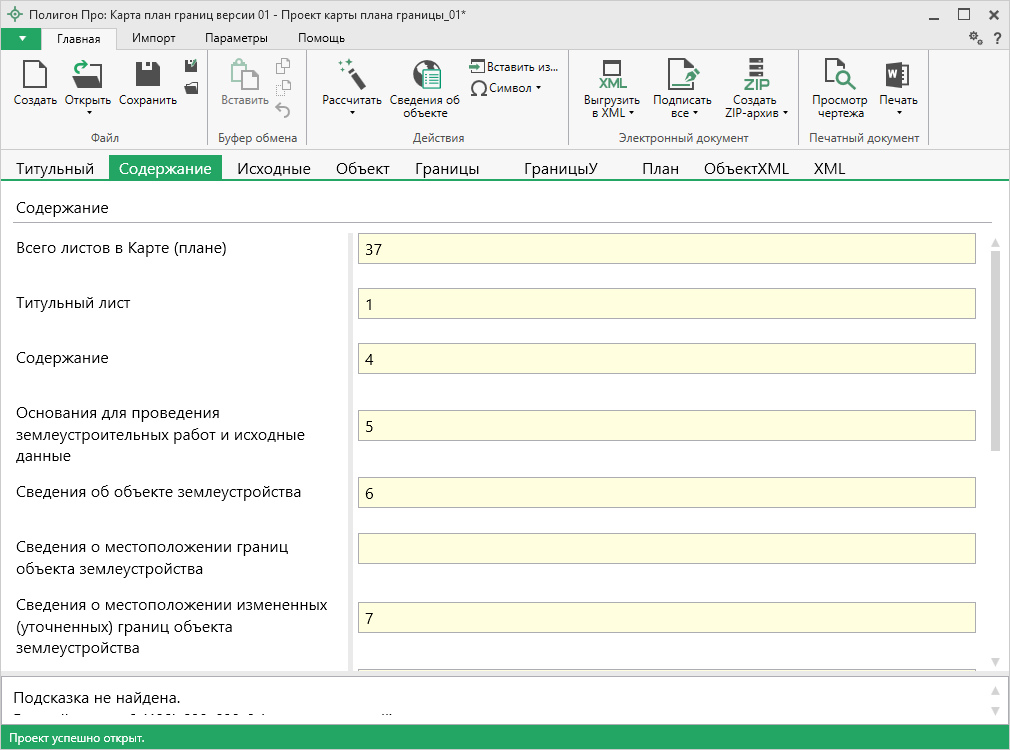 Полигон Про: Карта план границ версии 01 - Проект карты плана границы_01*
Главная Импорт Параметры Помощь
?
Создать Открыть Сохранить
Файл
Вставить
Буфер обмена
Рассчитать Сведения об
объекте
Вставить из...
Символ
Действия
XML
Выгрузить
в XML
Подписать
все
ZIP
Создать
ZIP-архив
Электронный документ
Просмотр
чертежа
W
Печать
Печатный документ
Титульный Содержание Исходные Объект Границы ГраницыУ План ОбъектXML XML
Содержание
Всего листов в Карте (плане) 37
Титульный лист 1
Содержание 4
Основания для проведения
землеустроительных работ и исходные
данные
5
Сведения об объекте землеустройства 6
Сведения о местоположении границ
объекта землеустройства
Сведения о местоположении измененных
(уточненных) границ объекта
землеустройства
7
Подсказка не найдена.
Проект успешно открыт.